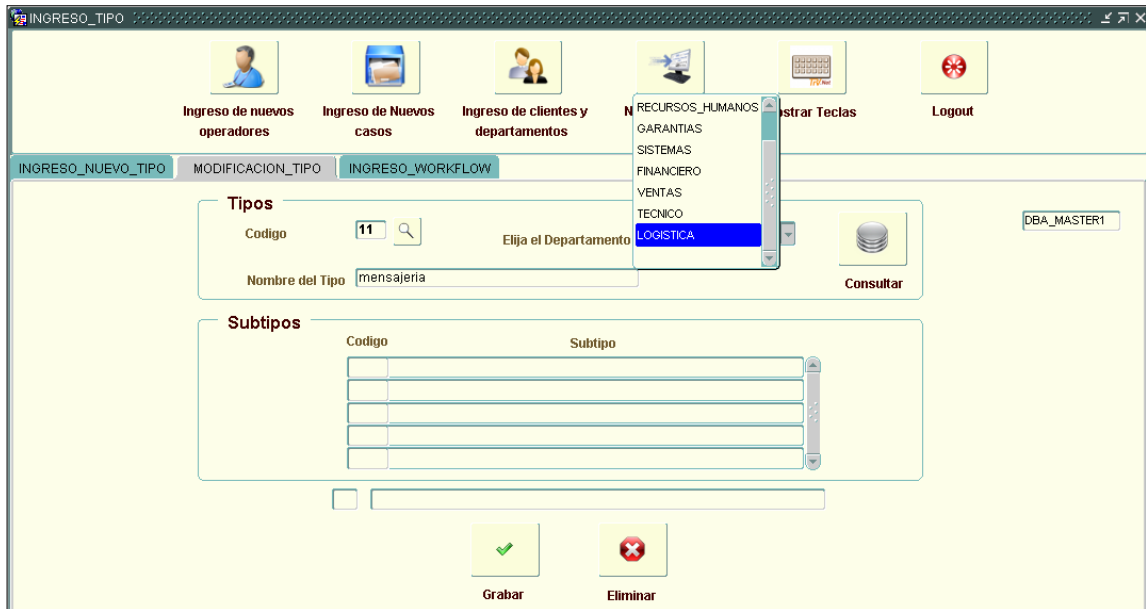 INGRESO_TIPO
Ingreso de nuevos
operadores
Ingreso de Nuevos
casos
Ingreso de clientes y
departamentos
N
ostrar Teclas
Logout
RECURSOS_HUMANOS
GARANTIAS
SISTEMAS
FINANCIERO
VENTAS
TECNICO
LOGISTICA
INGRESO_NUEVO_TIPO
MODIFICACION_TIPO
INGRESO_WORKFLOW
Tipos
Codigo
11
Elija el Departamento
DBA_MASTER1
Nombre del Tipo
mensajeria
Consultar
Subtipos
Codigo
Subtipo
Grabar
Eliminar